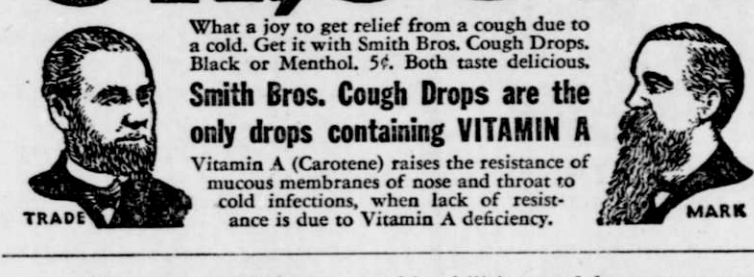 What a joy to get relief from a cough due to
a cold. Get it with Smith Bros. Cough Drops.
Black or Menthol. 5¢. Both taste delicious.
Smith Bros. Cough Drops are the
only drops containing VITAMIN A
Vitamin A (Carotene) raises the resistance of
mucous membranes of nose and throat to
cold infections, when lack of resist-
ance is due to Vitamin A deficiency.
TRADE
MARK